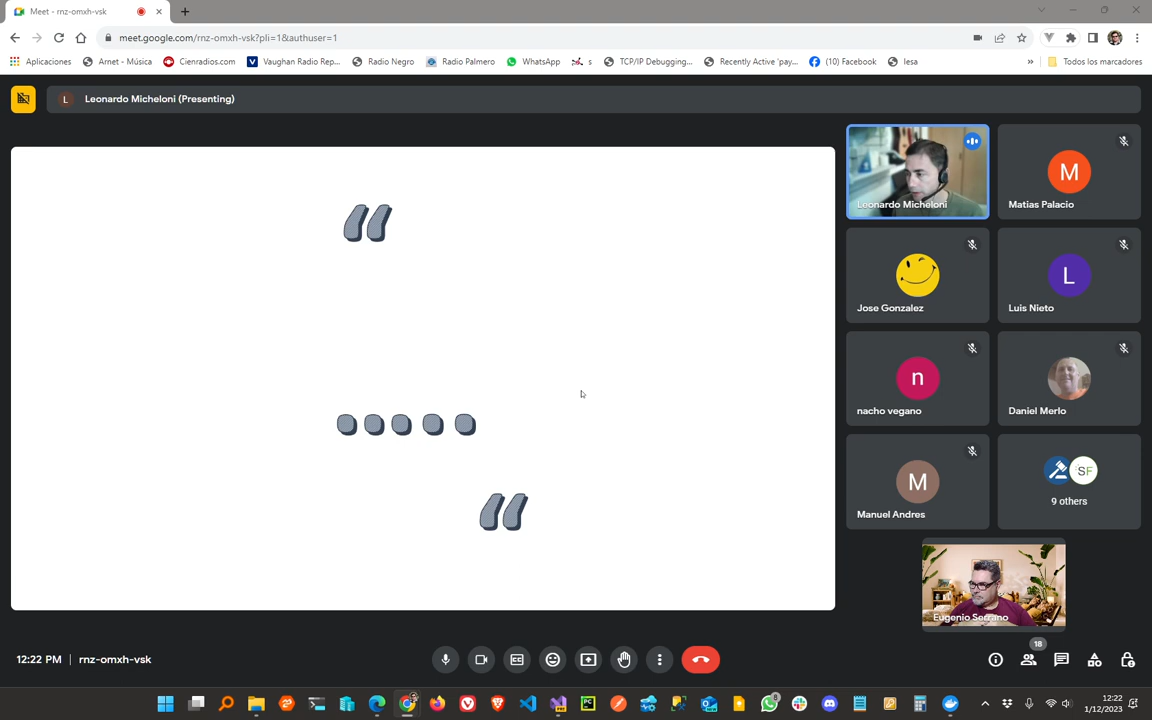 Meet - rnz-omxh-vsk
meet.google.com/rnz-omxh-vsk?pli=1&authuser=1
Aplicaciones
Arnet - Música
Cienradios.com
Vaughan Radio Rep...
Radio Negro
Radio Palmero
WhatsApp
s
TCP/IP Debugging,...
Recently Active 'pay...
(10) Facebook
Iesa
»
Todos los marcadores
L
Leonardo Micheloni (Presenting)
“
.....
“
Leonardo Micheloni
M
Matias Palacio
Jose Gonzalez
L
Luis Nieto
n
nacho vegano
Daniel Merlo
M
Manuel Andres
SF
9 others
Eugenio Serrano
12:22 PM | rnz-omxh-vsk
18
8
12:22
1/12/2023